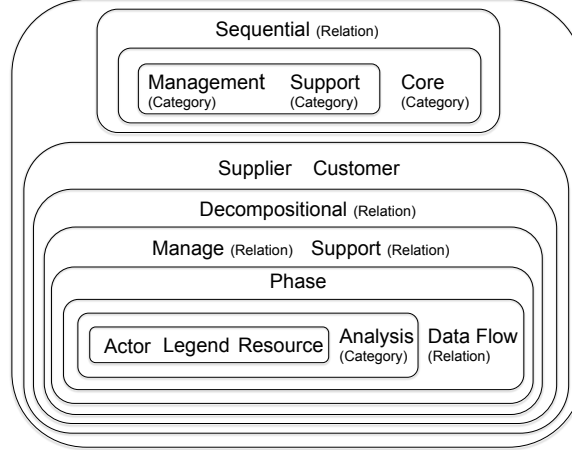 Sequential (Relation)
Management Support Core
(Category) (Category) (Category)
Supplier Customer
Decompositional (Relation)
Manage (Relation) Support (Relation)
Phase
Actor Legend Resource Analysis Data Flow
(Category) (Relation)